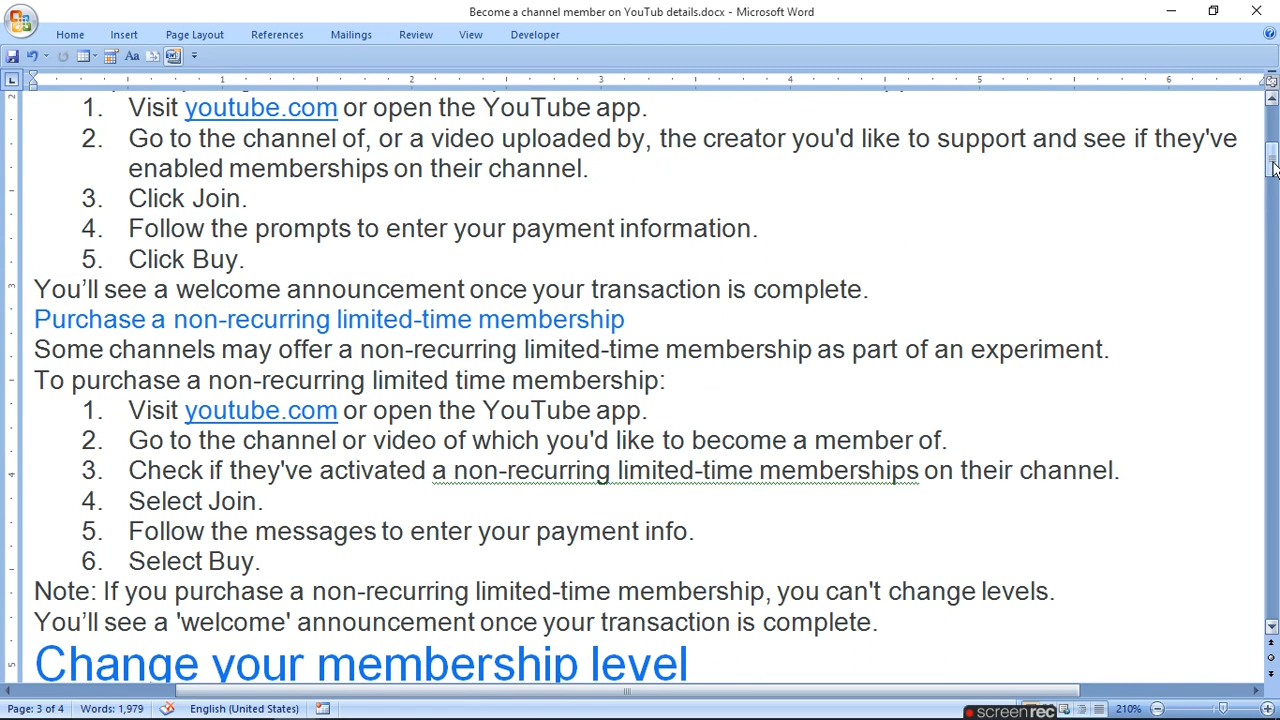 Become a channel member on YouTub details.docx - Microsoft Word
Home Insert Page Layout References Mailings Review View Developer
1 2 3 4 5 6
1. Visit youtube.com or open the YouTube app.
2. Go to the channel of, or a video uploaded by, the creator you'd like to support and see if they've
enabled memberships on their channel.
3. Click Join.
4. Follow the prompts to enter your payment information.
5. Click Buy.
You’ll see a welcome announcement once your transaction is complete.
Purchase a non-recurring limited-time membership
Some channels may offer a non-recurring limited-time membership as part of an experiment.
To purchase a non-recurring limited time membership:
1. Visit youtube.com or open the YouTube app.
2. Go to the channel or video of which you'd like to become a member of.
3. Check if they've activated a non-recurring limited-time memberships on their channel.
4. Select Join.
5. Follow the messages to enter your payment info.
6. Select Buy.
Note: If you purchase a non-recurring limited-time membership, you can't change levels.
You’ll see a 'welcome' announcement once your transaction is complete.
Change your membership level
Page: 3 of 4 Words: 1,979 English (United States) 210%
screenrec